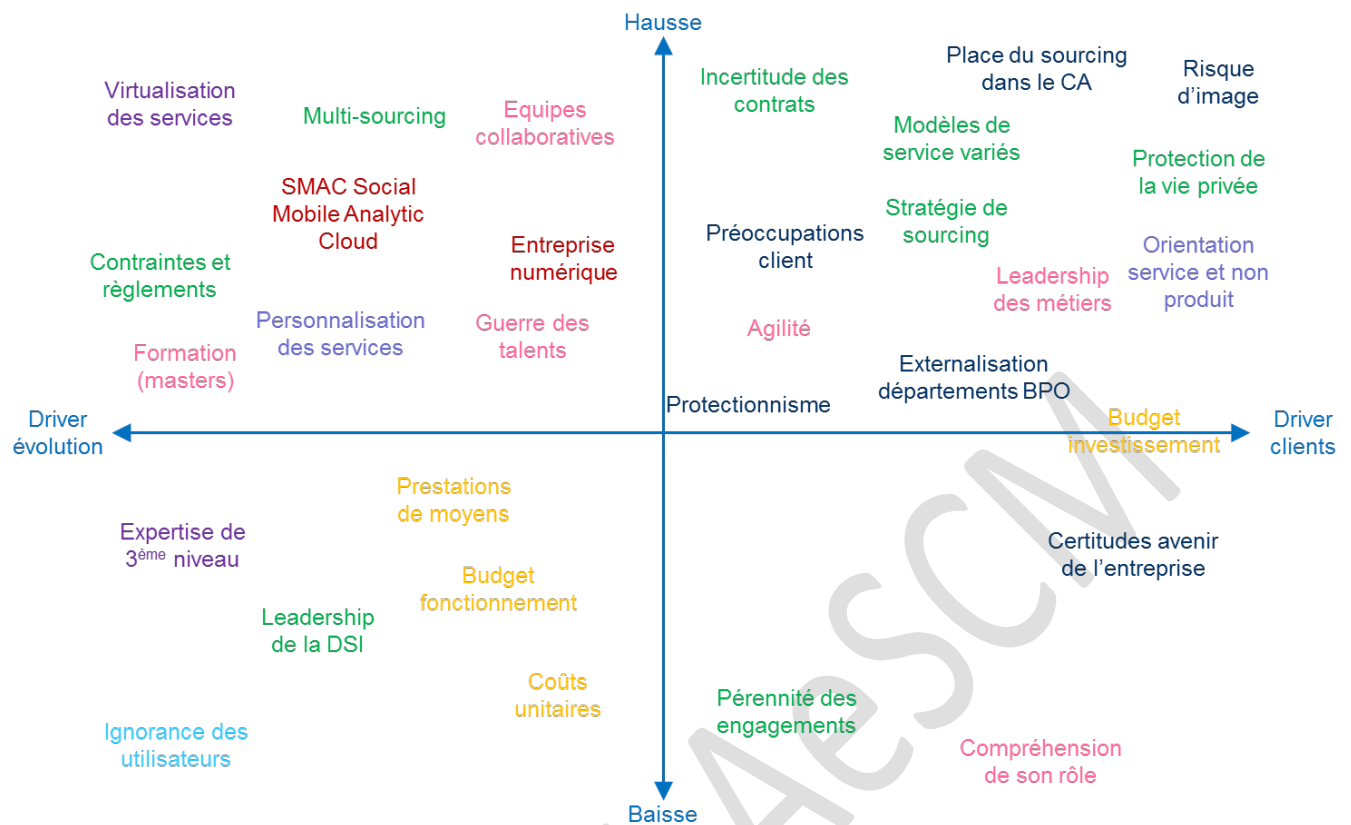 Hausse
Virtualisation
des services
Multi-sourcing
Equipes
collaboratives
SMAC Social
Mobile Analytic
Cloud
Entreprise
numérique
Contraintes et
règlements
Personnalisation
des services
Guerre des
talents
Formation
(masters)
Incertitude des
contrats
Place du sourcing
dans le CA
Risque
d’image
Modèles de
service variés
Protection de
la vie privée
Stratégie de
sourcing
Préoccupations
client
Orientation
service et non
produit
Leadership
des métiers
Agilité
Externalisation
départements BPO
Protectionnisme
Driver
évolution
Budget
investissement
Driver
clients
Prestations
de moyens
Expertise de
3ème niveau
Budget
fonctionnement
Leadership
de la DSI
Coûts
unitaires
Ignorance des
utilisateurs
Certitudes avenir
de l’entreprise
Pérennité des
engagements
Compréhension
de son rôle
Baisse
AeSCM